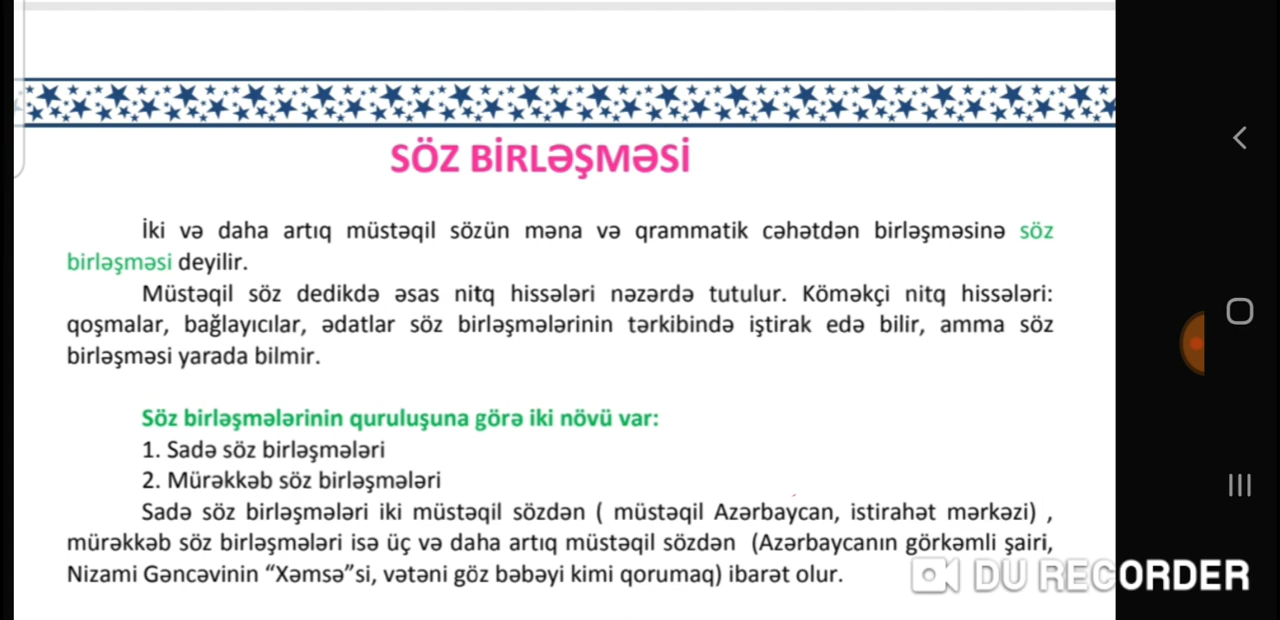 SÖZ BİRLƏŞMƏSİ
İki və daha artıq müstəqil sözün məna və qrammatik cəhətdən birləşməsinə söz
birləşməsi deyilir.
Müstəqil söz dedikdə əsas nitq hissələri nəzərdə tutulur. Köməkçi nitq hissələri:
qoşmalar, bağlayıcılar, ədatlar söz birləşmələrinin tərkibində iştirak edə bilir, amma söz
birləşməsi yarada bilmir.
Söz birləşmələrinin quruluşuna görə iki növü var:
1. Sadə söz birləşmələri
2. Mürəkkəb söz birləşmələri
Sadə söz birləşmələri iki müstəqil sözdən ( müstəqil Azərbaycan, istirahət mərkəzi) ,
mürəkkəb söz birləşmələri isə üç və daha artıq müstəqil sözdən (Azərbaycanın görkəmli şairi,
Nizami Gəncəvinin “Xəmsə”si, vətəni göz bəbəyi kimi qorumaq) ibarət olur.
DU RECORDER